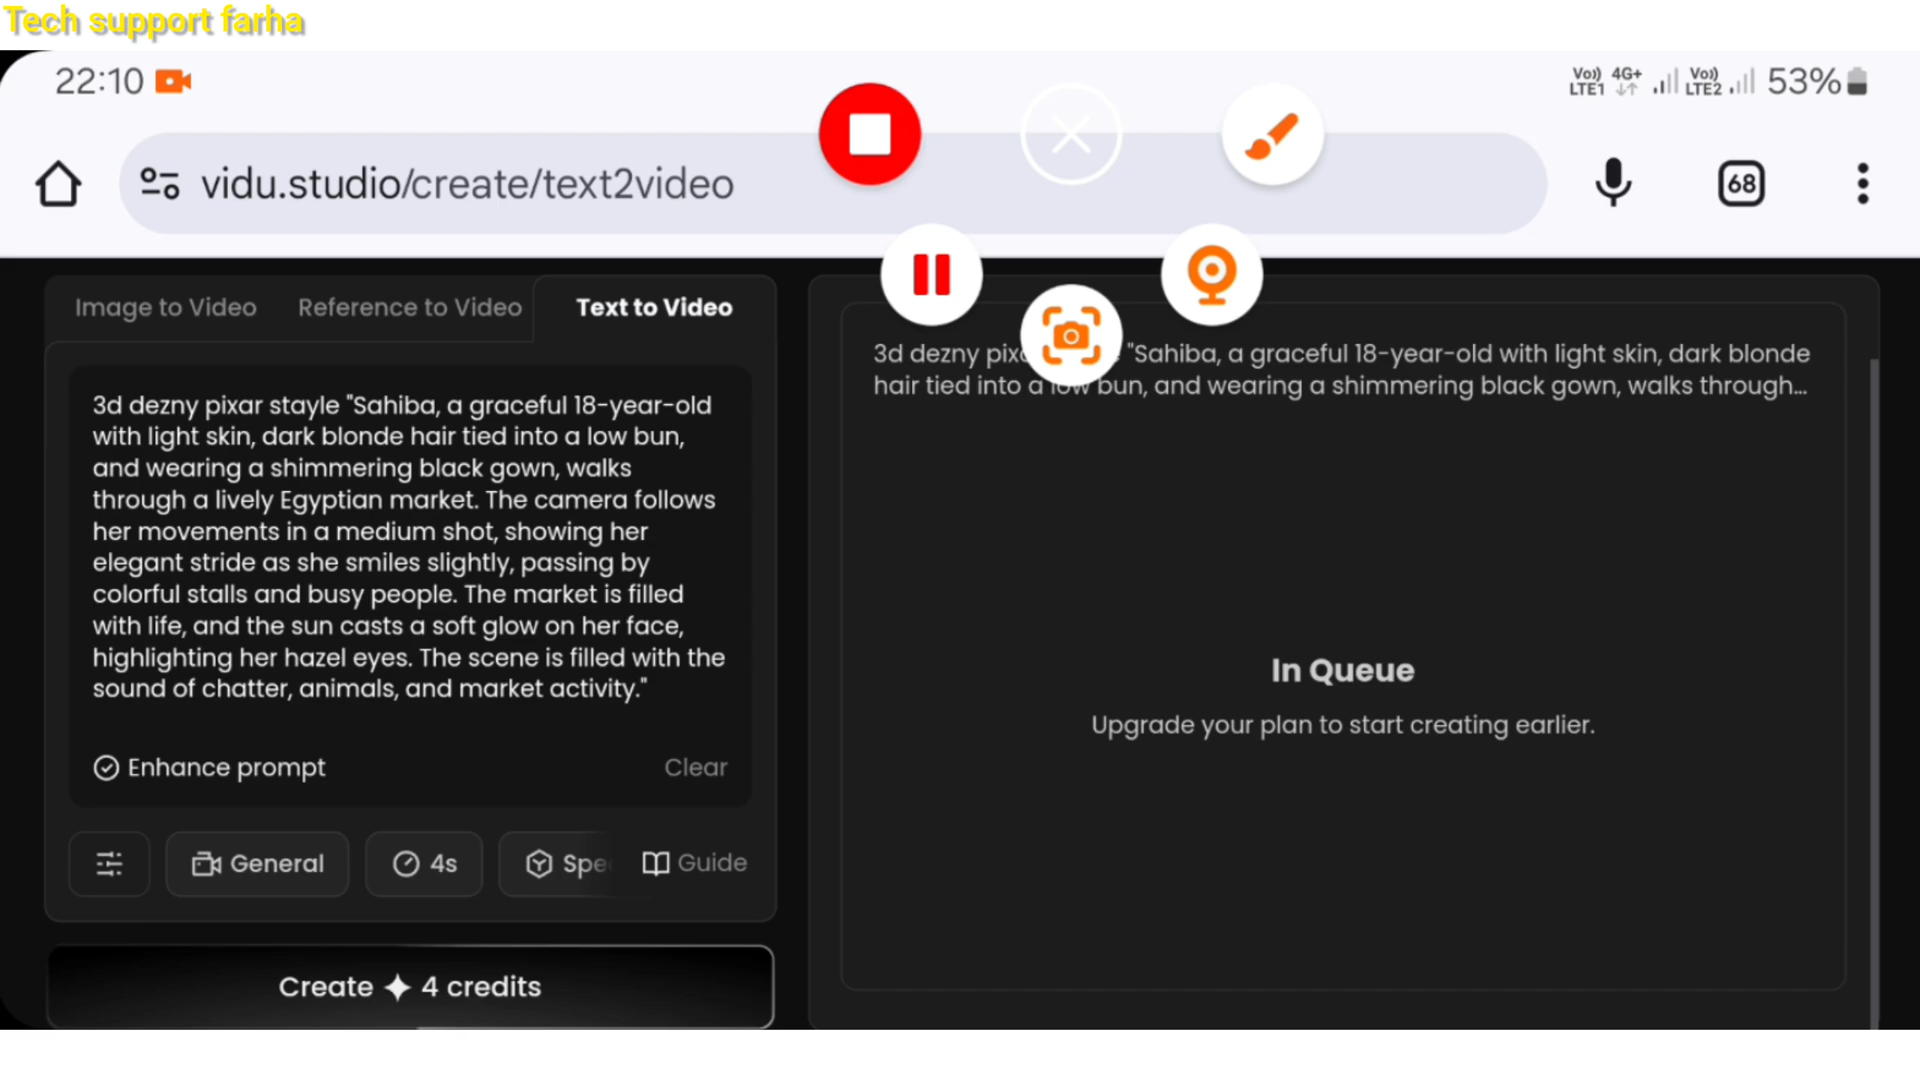 Tech support farha
22:10
Vo)) LTE1 4G+ Vo)) LTE2 53%
vidu.studio/create/text2video
68
Image to Video
Reference to Video
Text to Video
3d dezny pixar stayle "Sahiba, a graceful 18-year-old
with light skin, dark blonde hair tied into a low bun,
and wearing a shimmering black gown, walks
through a lively Egyptian market. The camera follows
her movements in a medium shot, showing her
elegant stride as she smiles slightly, passing by
colorful stalls and busy people. The market is filled
with life, and the sun casts a soft glow on her face,
highlighting her hazel eyes. The scene is filled with the
sound of chatter, animals, and market activity."
Enhance prompt
Clear
General
4s
Guide
Create 4 credits
3d dezny "Sahiba, a graceful 18-year-old with light skin, dark blonde
hair tied into a low bun, and wearing a shimmering black gown, walks through...
In Queue
Upgrade your plan to start creating earlier.